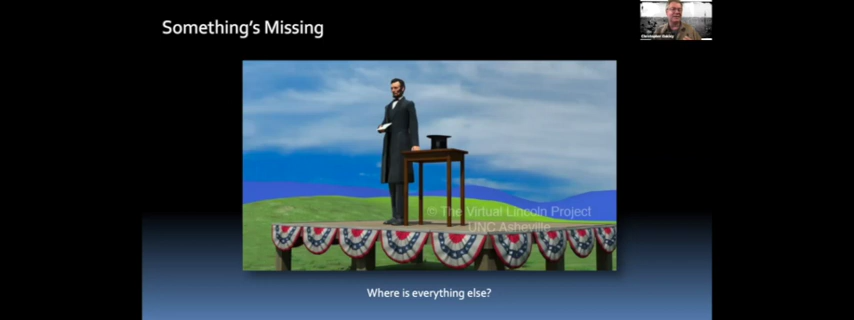 Something's Missing
© The Virtual Lincoln Project
UNC Asheville
Where is everything else?